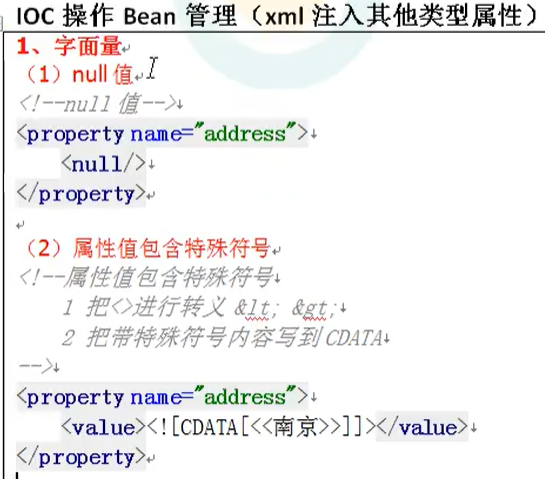 IOC 操作 Bean 管理（xml 注入其他类型属性）
1、字面量
（1）null 值
<!--null 值-->
<property name="address">
    <null/>
</property>
（2）属性值包含特殊符号
<!--属性值包含特殊符号
    1 把<>进行转义 &lt; &gt;
    2 把带特殊符号内容写到 CDATA
-->
<property name="address">
    <value><![CDATA[<<南京>>]]></value>
</property>